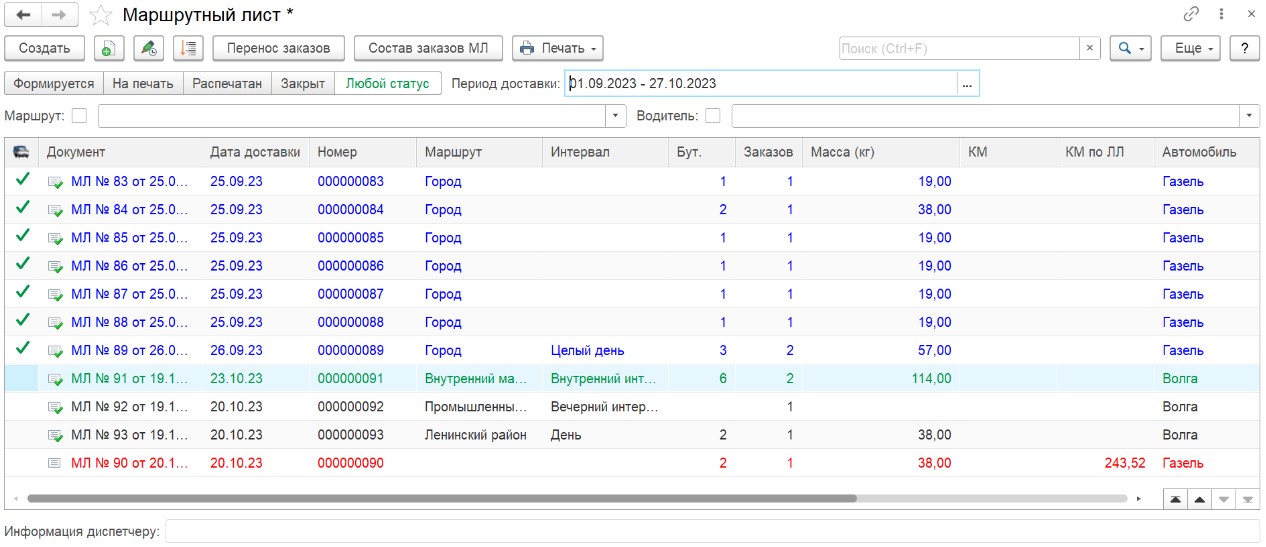 Маршрутный лист *
Создать Перенос заказов Состав заказов МЛ Печать Поиск (Ctrl+F) × Еще ?
Формируется На печать Распечатан Закрыт Любой статус Период доставки: 01.09.2023 - 27.10.2023 ...
Маршрут: Водитель:
Документ Дата доставки Номер Маршрут Интервал Бут. Заказов Масса (кг) КМ КМ по ЛЛ Автомобиль
МЛ № 83 от 25.0... 25.09.23 000000083 Город 1 1 19,00 Газель
МЛ № 84 от 25.0... 25.09.23 000000084 Город 2 1 38,00 Газель
МЛ № 85 от 25.0... 25.09.23 000000085 Город 1 1 19,00 Газель
МЛ № 86 от 25.0... 25.09.23 000000086 Город 1 1 19,00 Газель
МЛ № 87 от 25.0... 25.09.23 000000087 Город 1 1 19,00 Газель
МЛ № 88 от 25.0... 25.09.23 000000088 Город 1 1 19,00 Газель
МЛ № 89 от 26.0... 26.09.23 000000089 Город Целый день 3 2 57,00 Газель
МЛ № 91 от 19.1... 23.10.23 000000091 Внутренний ма... Внутренний инт... 6 2 114,00 Волга
МЛ № 92 от 19.1... 20.10.23 000000092 Промышленны... Вечерний интер... 1 Волга
МЛ № 93 от 19.1... 20.10.23 000000093 Ленинский район День 2 1 38,00 Волга
МЛ № 90 от 20.1... 20.10.23 000000090 2 1 38,00 243,52 Газель
Информация диспетчеру: